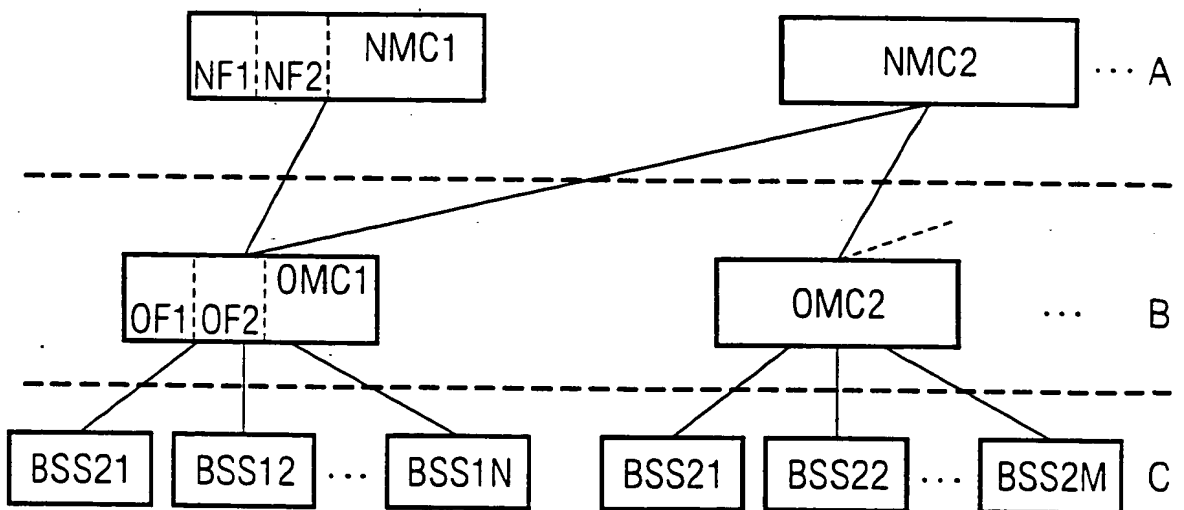 NMC1
NF1 NF2
NMC2
... A
OMC1
OF1 OF2
OMC2
... B
BSS21 BSS12 ... BSS1N BSS21 BSS22 ... BSS2M C